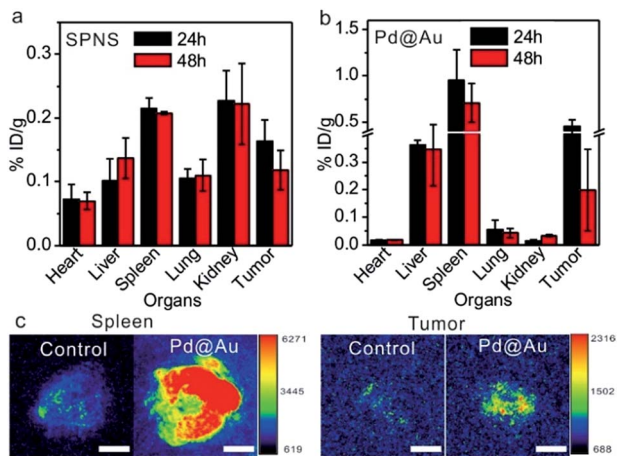 a
SPNS
24h
48h
% ID/g
0.3
0.2
0.1
0.0
Heart
Liver
Spleen
Lung
Kidney
Tumor
Organs
b
Pd@Au
24h
48h
% ID/g
1.5
1.0
0.5
0.3
0.2
0.1
0.0
Heart
Liver
Spleen
Lung
Kidney
Tumor
Organs
c
Spleen
Control
Pd@Au
6271
3445
619
Tumor
Control
Pd@Au
2316
1502
688